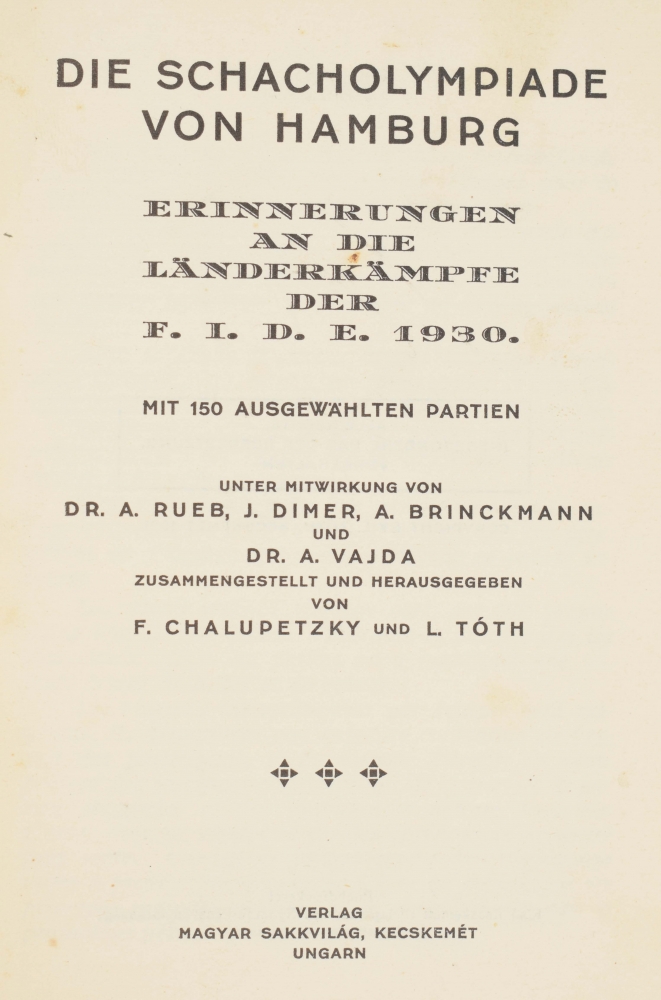 DIE SCHACHOLYMPIADE
VON HAMBURG
ERINNERUNGEN
AN DIE
LÄNDERKÄMPFE
DER
F. I. D. E. 1930.
MIT 150 AUSGEWÄHLTEN PARTIEN
UNTER MITWIRKUNG VON
DR. A. RUEB, J. DIMER, A. BRINCKMANN
UND
DR. A. VAJDA
ZUSAMMENGESTELLT UND HERAUSGEGEBEN
VON
F. CHALUPETZKY UND L. TÓTH
VERLAG
MAGYAR SAKKVILÁG, KECSKEMÉT
UNGARN